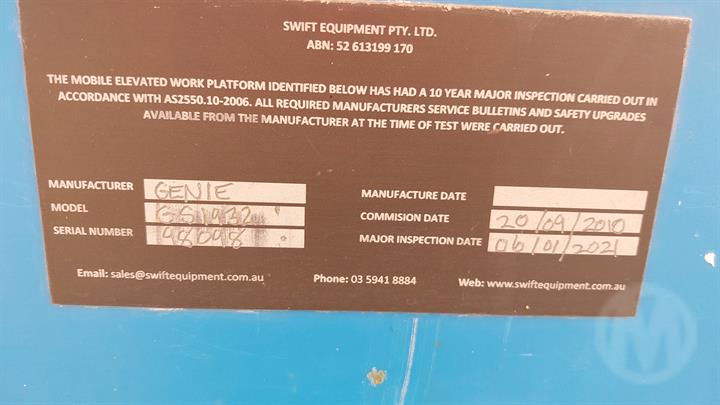 SWIFT EQUIPMENT PTY. LTD.
ABN: 52 613199 170
THE MOBILE ELEVATED WORK PLATFORM IDENTIFIED BELOW HAS HAD A 10 YEAR MAJOR INSPECTION CARRIED OUT IN
ACCORDANCE WITH AS2550.10-2006. ALL REQUIRED MANUFACTURERS SERVICE BULLETINS AND SAFETY UPGRADES
AVAILABLE FROM THE MANUFACTURER AT THE TIME OF TEST WERE CARRIED OUT.
MANUFACTURER GENIE
MODEL GS1932
SERIAL NUMBER 98098
MANUFACTURE DATE
COMMISION DATE 20/09/2010
MAJOR INSPECTION DATE 06/01/2021
Email: sales@swiftequipment.com.au Phone: 03 5941 8884 Web: www.swiftequipment.com.au
M